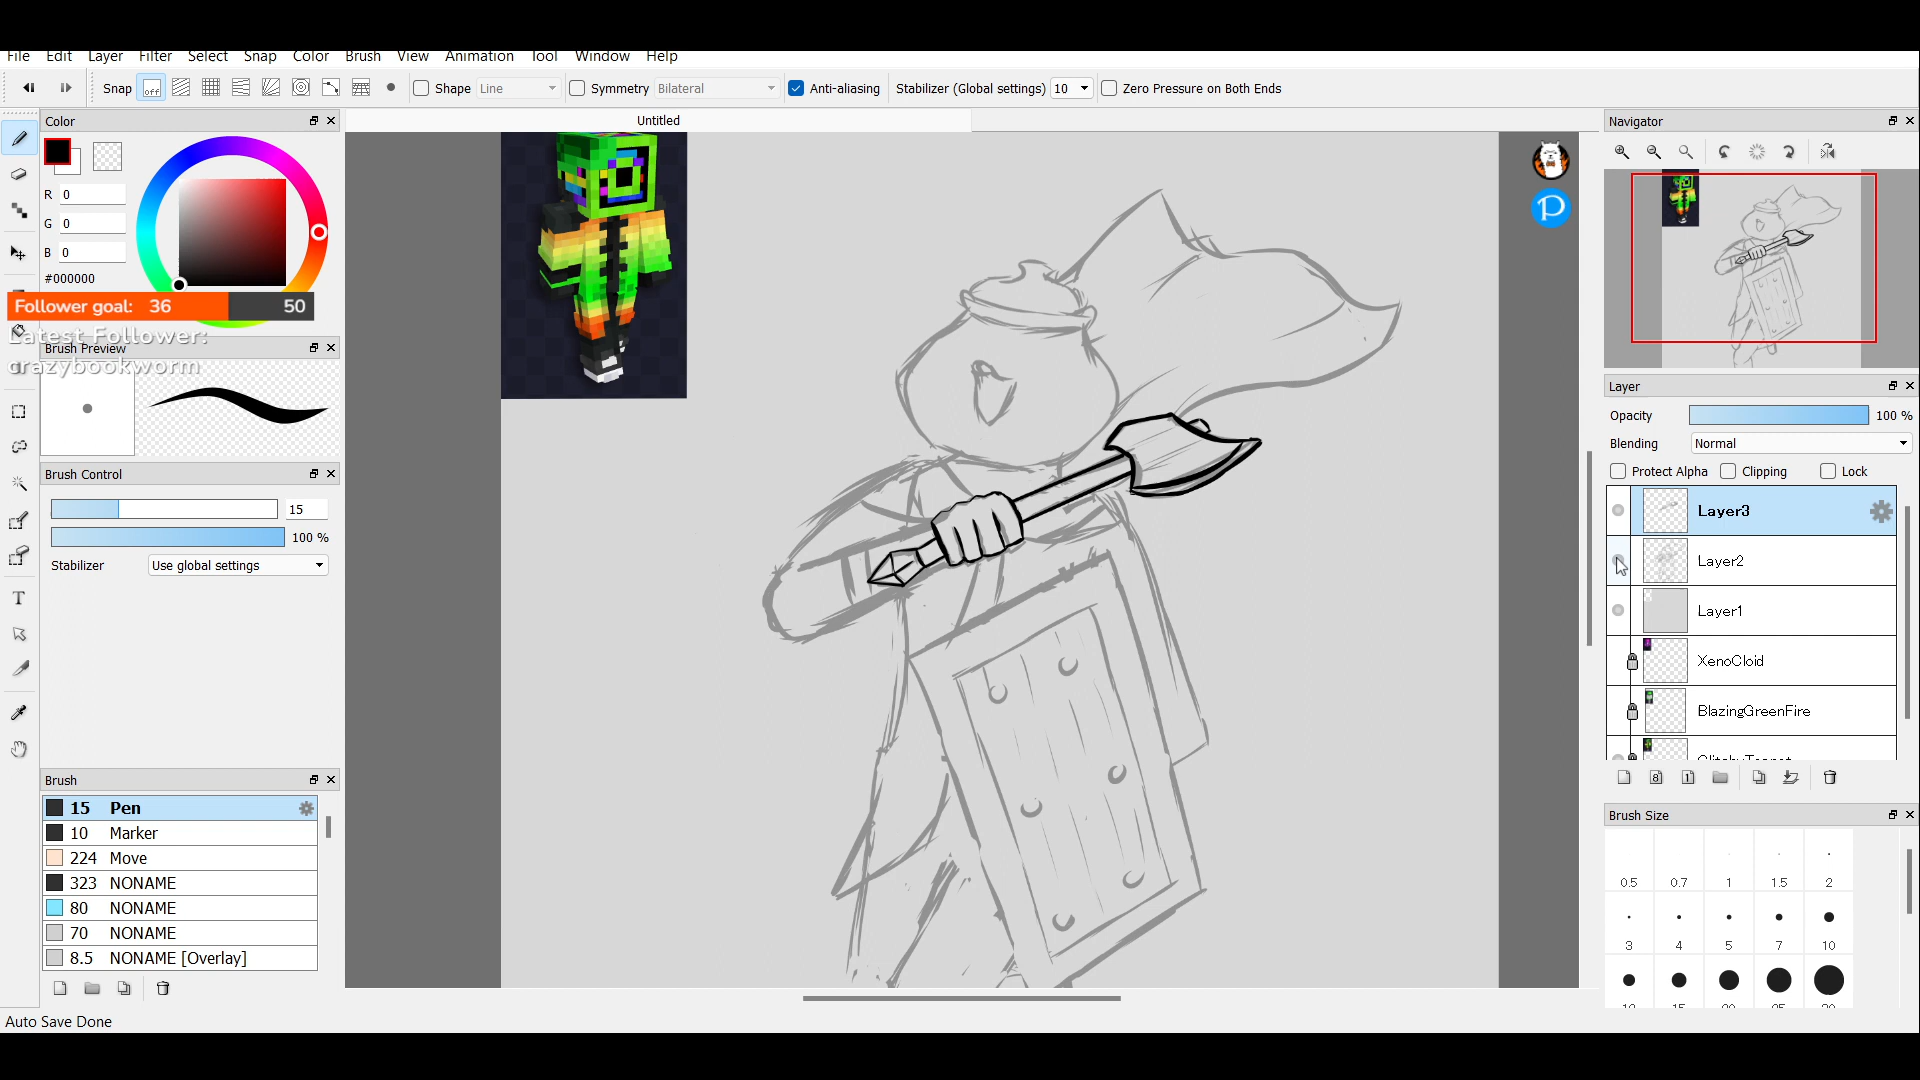 File Edit Layer Filter Select Snap Color Brush View Animation Tool Window Help
Snap off Shape Line Symmetry Bilateral Anti-aliasing Stabilizer (Global settings) 10 Zero Pressure on Both Ends
Color
Untitled
Navigator
R 0
G 0
B 0
#000000
Follower goal: 36 50
Latest Follower:
crazybookworm
Brush Preview
Brush Control
15
100 %
Stabilizer Use global settings
Brush
15 Pen
10 Marker
224 Move
323 NONAME
80 NONAME
70 NONAME
8.5 NONAME [Overlay]
Auto Save Done
Layer
Opacity 100 %
Blending Normal
Protect Alpha Clipping Lock
Layer3
Layer2
Layer1
XenoCloid
BlazingGreenFire
8 1
Brush Size
0.5 0.7 1 1.5 2
3 4 5 7 10